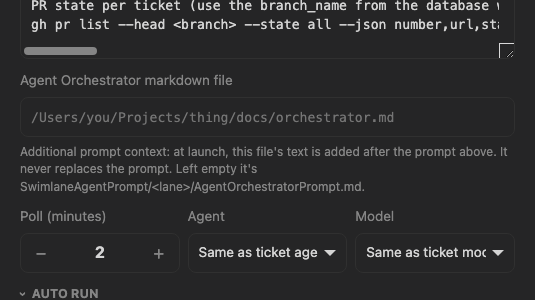 PR state per ticket (use the branch_name from the database
gh pr list --head <branch> --state all --json number,url,sta
Agent Orchestrator markdown file
/Users/you/Projects/thing/docs/orchestrator.md
Additional prompt context: at launch, this file's text is added after the prompt above. It
never replaces the prompt. Left empty it's
SwimlaneAgentPrompt/<lane>/AgentOrchestratorPrompt.md.
Poll (minutes) Agent Model
− 2 + Same as ticket age Same as ticket moc
AUTO RUN